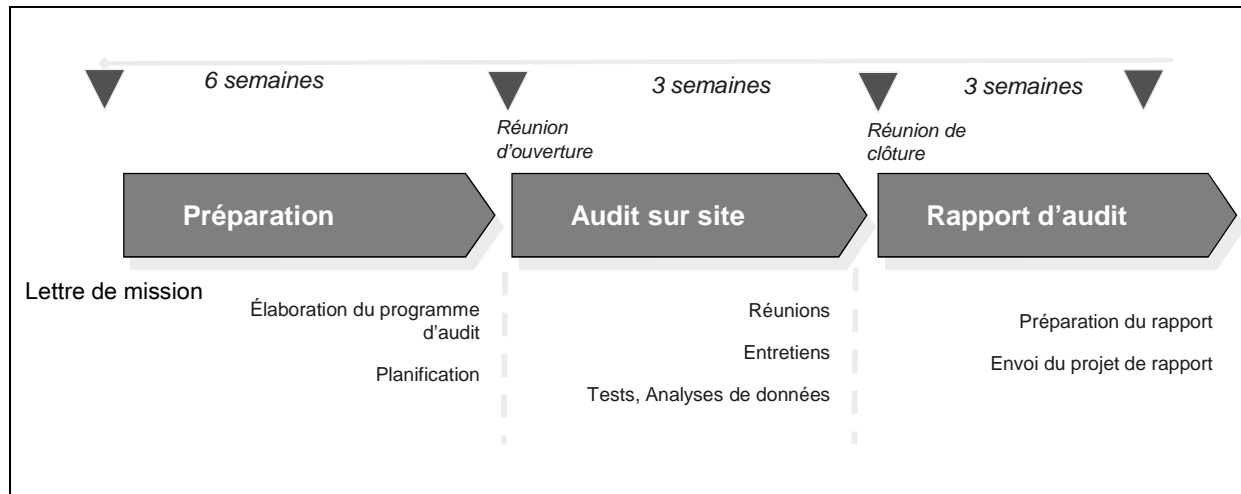 6 semaines
3 semaines
3 semaines
Réunion
d'ouverture
Réunion de
clôture
Préparation
Audit sur site
Rapport d’audit
Lettre de mission
Élaboration du programme
d’audit
Planification
Réunions
Entretiens
Tests, Analyses de données
Préparation du rapport
Envoi du projet de rapport